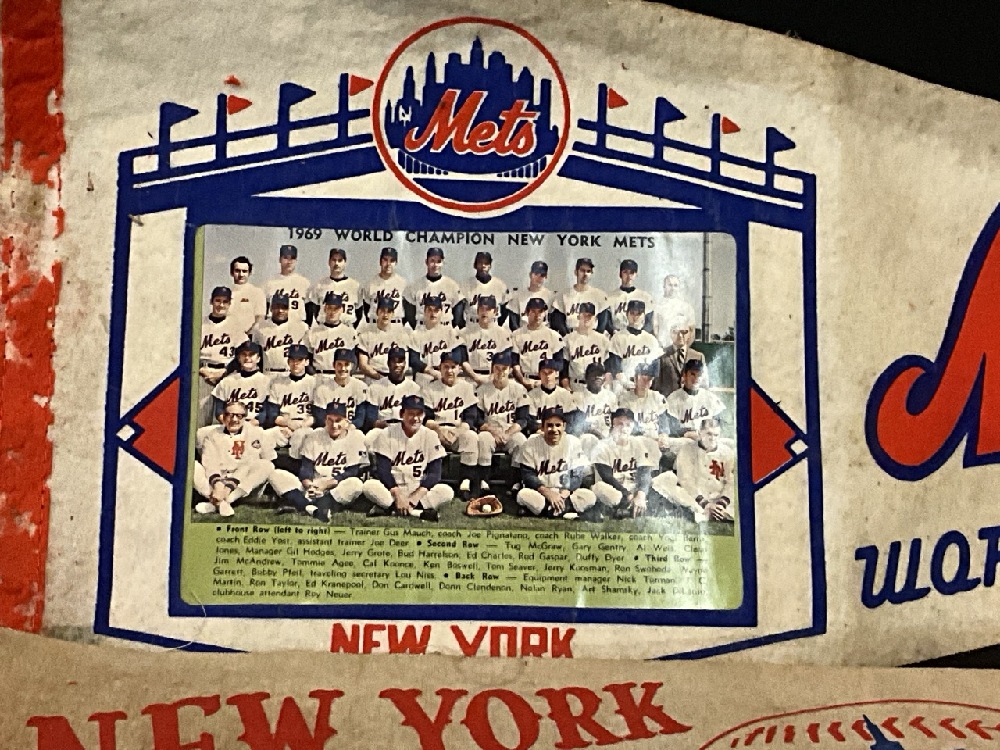 Mets
1969 WORLD CHAMPION NEW YORK METS
• Front Row (left to right) — Trainer Gus Mauch, coach Joe Pignatano, coach Rube Walker, coach Yogi Berra,
coach Eddie Yost, assistant trainer Joe Deer. • Second Row — Tug McGraw, Gary Gentry, Al Weis, Cleon
Jones, Manager Gil Hodges, Jerry Grote, Bud Harrelson, Ed Charles, Rod Gaspar, Duffy Dyer. • Third Row —
Jim McAndrew, Tommie Agee, Cal Koonce, Ken Boswell, Tom Seaver, Jerry Koosman, Ron Swoboda, Wayne
Garrett, Bobby Pfeil, traveling secretary Lou Niss. • Back Row — Equipment manager Nick Torman, J. C.
Martin, Ron Taylor, Ed Kranepool, Don Cardwell, Donn Clendenon, Nolan Ryan, Art Shamsky, Jack DiLauro,
clubhouse attendant Roy Neuer.
NEW YORK
WOR
NEW YORK